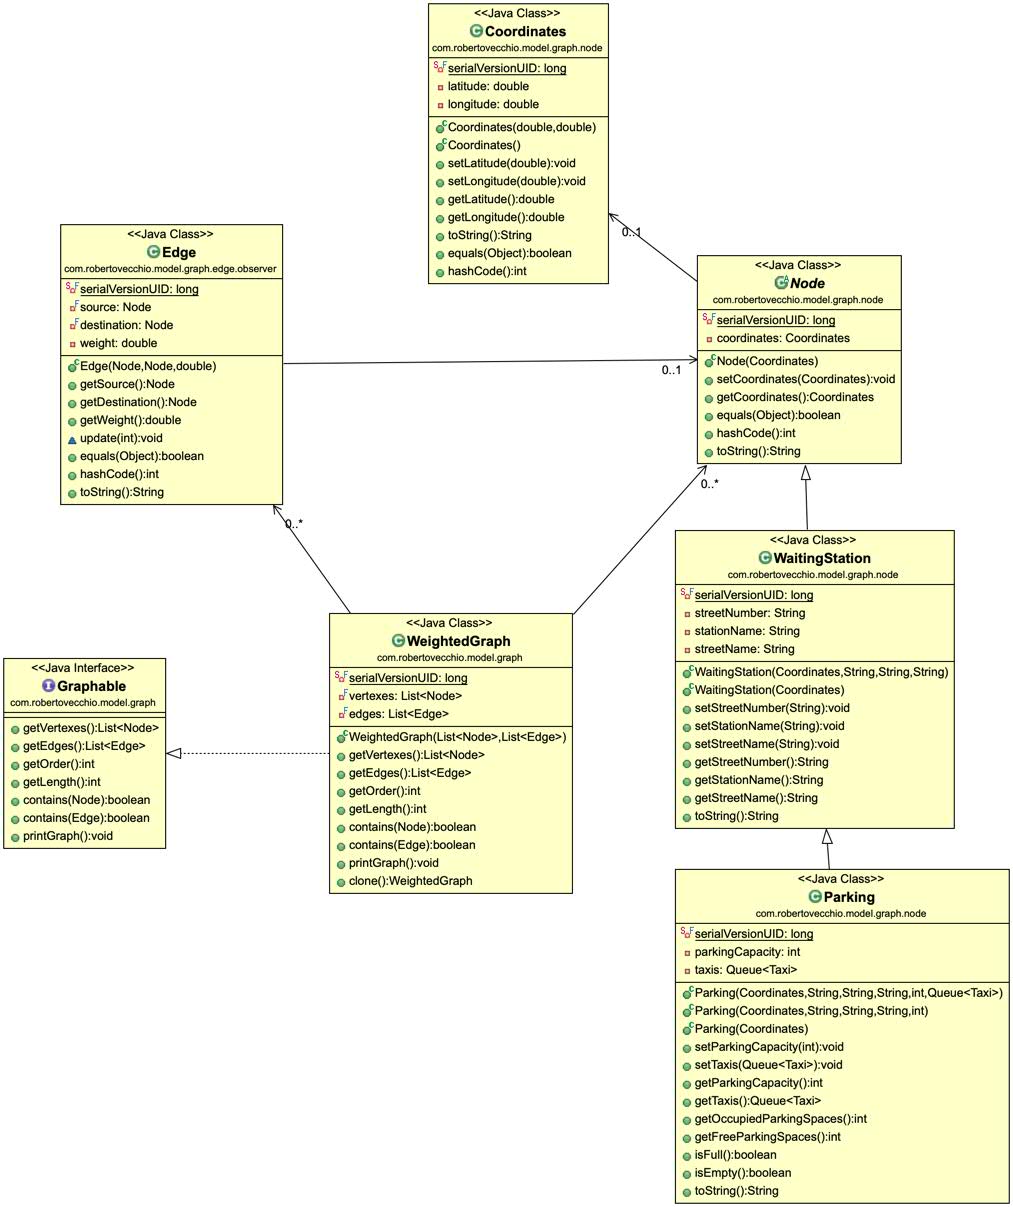 <<Java Class>>
Coordinates
com.robertovecchio.model.graph.node
serialVersionUID: long
latitude: double
longitude: double
Coordinates(double,double)
Coordinates()
setLatitude(double):void
setLongitude(double):void
getLatitude():double
getLongitude():double
toString():String
equals(Object):boolean
hashCode():int
0..1
<<Java Class>>
Edge
com.robertovecchio.model.graph.edge.observer
serialVersionUID: long
source: Node
destination: Node
weight: double
Edge(Node,Node,double)
getSource():Node
getDestination():Node
getWeight():double
update(int):void
equals(Object):boolean
hashCode():int
toString():String
0..1
<<Java Class>>
Node
com.robertovecchio.model.graph.node
serialVersionUID: long
coordinates: Coordinates
Node(Coordinates)
setCoordinates(Coordinates):void
getCoordinates():Coordinates
equals(Object):boolean
hashCode():int
toString():String
0..*
0..*
<<Java Class>>
WaitingStation
com.robertovecchio.model.graph.node
serialVersionUID: long
streetNumber: String
stationName: String
streetName: String
WaitingStation(Coordinates,String,String,String)
WaitingStation(Coordinates)
setStreetNumber(String):void
setStationName(String):void
setStreetName(String):void
getStreetNumber():String
getStationName():String
getStreetName():String
toString():String
<<Java Class>>
WeightedGraph
com.robertovecchio.model.graph
serialVersionUID: long
vertexes: List<Node>
edges: List<Edge>
WeightedGraph(List<Node>,List<Edge>)
getVertexes():List<Node>
getEdges():List<Edge>
getOrder():int
getLength():int
contains(Node):boolean
contains(Edge):boolean
printGraph():void
clone():WeightedGraph
<<Java Interface>>
Graphable
com.robertovecchio.model.graph
getVertexes():List<Node>
getEdges():List<Edge>
getOrder():int
getLength():int
contains(Node):boolean
contains(Edge):boolean
printGraph():void
<<Java Class>>
Parking
com.robertovecchio.model.graph.node
serialVersionUID: long
parkingCapacity: int
taxis: Queue<Taxi>
Parking(Coordinates,String,String,String,int,Queue<Taxi>)
Parking(Coordinates,String,String,String,int)
Parking(Coordinates)
setParkingCapacity(int):void
setTaxis(Queue<Taxi>):void
getParkingCapacity():int
getTaxis():Queue<Taxi>
getOccupiedParkingSpaces():int
getFreeParkingSpaces():int
isFull():boolean
isEmpty():boolean
toString():String